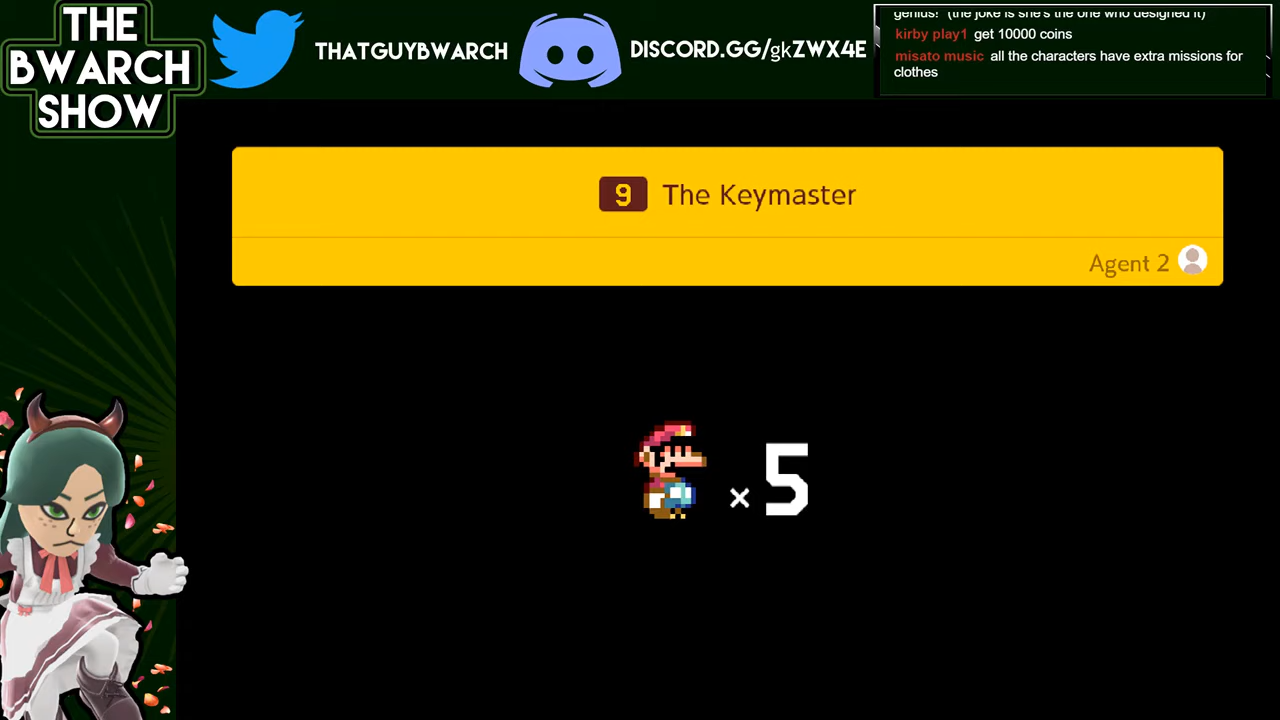 THE
BWARCH
SHOW
THATGUYBWARCH
DISCORD.GG/gkZWX4E
genius! (the joke is she's the one who designed it)
kirby play1 get 10000 coins
misato music all the characters have extra missions for
clothes
9 The Keymaster
Agent 2
× 5